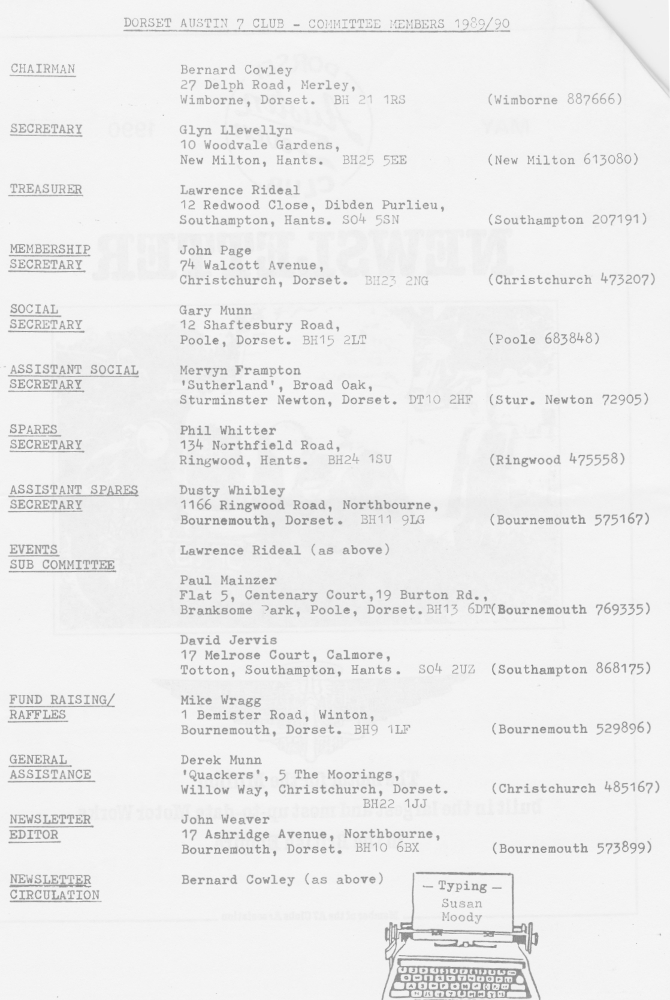 DORSET AUSTIN 7 CLUB - COMMITTEE MEMBERS 1989/90
CHAIRMAN Bernard Cowley
27 Delph Road, Merley,
Wimborne, Dorset. BH 21 1RS (Wimborne 887666)
SECRETARY Glyn Llewellyn
10 Woodvale Gardens,
New Milton, Hants. BH25 5EE (New Milton 613080)
TREASURER Lawrence Rideal
12 Redwood Close, Dibden Purlieu,
Southampton, Hants. SO4 5SN (Southampton 207191)
MEMBERSHIP John Page
SECRETARY 74 Walcott Avenue,
Christchurch, Dorset. BH23 2NG (Christchurch 473207)
SOCIAL Gary Munn
SECRETARY 12 Shaftesbury Road,
Poole, Dorset. BH15 2LT (Poole 683848)
ASSISTANT SOCIAL Mervyn Frampton
SECRETARY 'Sutherland', Broad Oak,
Sturminster Newton, Dorset. DT10 2HF (Stur. Newton 72905)
SPARES Phil Whitter
SECRETARY 134 Northfield Road,
Ringwood, Hants. BH24 1SU (Ringwood 475558)
ASSISTANT SPARES Dusty Whibley
SECRETARY 1166 Ringwood Road, Northbourne,
Bournemouth, Dorset. BH11 9LG (Bournemouth 575167)
EVENTS Lawrence Rideal (as above)
SUB COMMITTEE
Paul Mainzer
Flat 5, Centenary Court,19 Burton Rd.,
Branksome Park, Poole, Dorset.BH13 6DT(Bournemouth 769335)
David Jervis
17 Melrose Court, Calmore,
Totton, Southampton, Hants. SO4 2UZ (Southampton 868175)
FUND RAISING/ Mike Wragg
RAFFLES 1 Bemister Road, Winton,
Bournemouth, Dorset. BH9 1LF (Bournemouth 529896)
GENERAL Derek Munn
ASSISTANCE 'Quackers', 5 The Moorings,
Willow Way, Christchurch, Dorset. (Christchurch 485167)
BH22 1JJ
NEWSLETTER John Weaver
EDITOR 17 Ashridge Avenue, Northbourne,
Bournemouth, Dorset. BH10 6BX (Bournemouth 573899)
NEWSLETTER Bernard Cowley (as above)
CIRCULATION
— Typing —
Susan
Moody